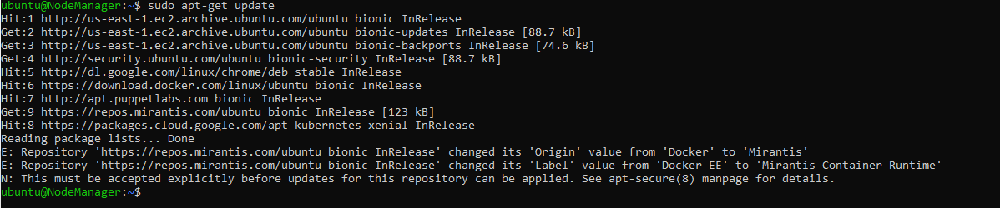 ubuntu@NodeManager:~$ sudo apt-get update
Hit:1 http://us-east-1.ec2.archive.ubuntu.com/ubuntu bionic InRelease
Get:2 http://us-east-1.ec2.archive.ubuntu.com/ubuntu bionic-updates InRelease [88.7 kB]
Get:3 http://us-east-1.ec2.archive.ubuntu.com/ubuntu bionic-backports InRelease [74.6 kB]
Get:4 http://security.ubuntu.com/ubuntu bionic-security InRelease [88.7 kB]
Hit:5 http://dl.google.com/linux/chrome/deb stable InRelease
Hit:6 https://download.docker.com/linux/ubuntu bionic InRelease
Hit:7 http://apt.puppetlabs.com bionic InRelease
Get:9 https://repos.mirantis.com/ubuntu bionic InRelease [123 kB]
Hit:8 https://packages.cloud.google.com/apt kubernetes-xenial InRelease
Reading package lists... Done
E: Repository 'https://repos.mirantis.com/ubuntu bionic InRelease' changed its 'Origin' value from 'Docker' to 'Mirantis'
E: Repository 'https://repos.mirantis.com/ubuntu bionic InRelease' changed its 'Label' value from 'Docker EE' to 'Mirantis Container Runtime'
N: This must be accepted explicitly before updates for this repository can be applied. See apt-secure(8) manpage for details.
ubuntu@NodeManager:~$